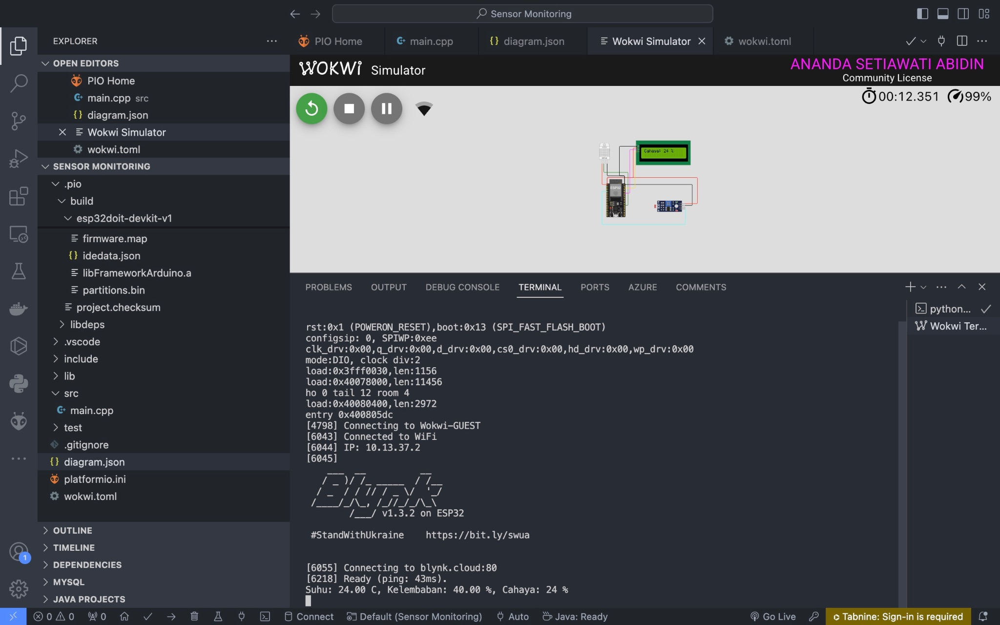 Sensor Monitoring
EXPLORER
PIO Home
main.cpp
diagram.json
Wokwi Simulator
wokwi.toml
OPEN EDITORS
PIO Home
main.cpp src
diagram.json
Wokwi Simulator
wokwi.toml
SENSOR MONITORING
.pio
build
esp32doit-devkit-v1
firmware.map
idedata.json
libFrameworkArduino.a
partitions.bin
project.checksum
libdeps
.vscode
include
lib
src
main.cpp
test
.gitignore
diagram.json
platformio.ini
wokwi.toml
OUTLINE
TIMELINE
DEPENDENCIES
MYSQL
JAVA PROJECTS
1
WOKWi Simulator
ANANDA SETIAWATI ABIDIN
Community License
00:12.351 99%
Cahaya: 24 %
ESP32
PROBLEMS OUTPUT DEBUG CONSOLE TERMINAL PORTS AZURE COMMENTS
python...
Wokwi Ter...
rst:0x1 (POWERON_RESET),boot:0x13 (SPI_FAST_FLASH_BOOT)
configsip: 0, SPIWP:0xee
clk_drv:0x00,q_drv:0x00,d_drv:0x00,cs0_drv:0x00,hd_drv:0x00,wp_drv:0x00
mode:DIO, clock div:2
load:0x3fff0030,len:1156
load:0x40078000,len:11456
ho 0 tail 12 room 4
load:0x40080400,len:2972
entry 0x400805dc
[4798] Connecting to Wokwi-GUEST
[6043] Connected to WiFi
[6044] IP: 10.13.37.2
[6045]
Blynk
v1.3.2 on ESP32
#StandWithUkraine https://bit.ly/swua
[6055] Connecting to blynk.cloud:80
[6218] Ready (ping: 43ms).
Suhu: 24.00 C, Kelembaban: 40.00 %, Cahaya: 24 %
0 0 0 Connect Default (Sensor Monitoring) Auto Java: Ready Go Live Tabnine: Sign-in is required